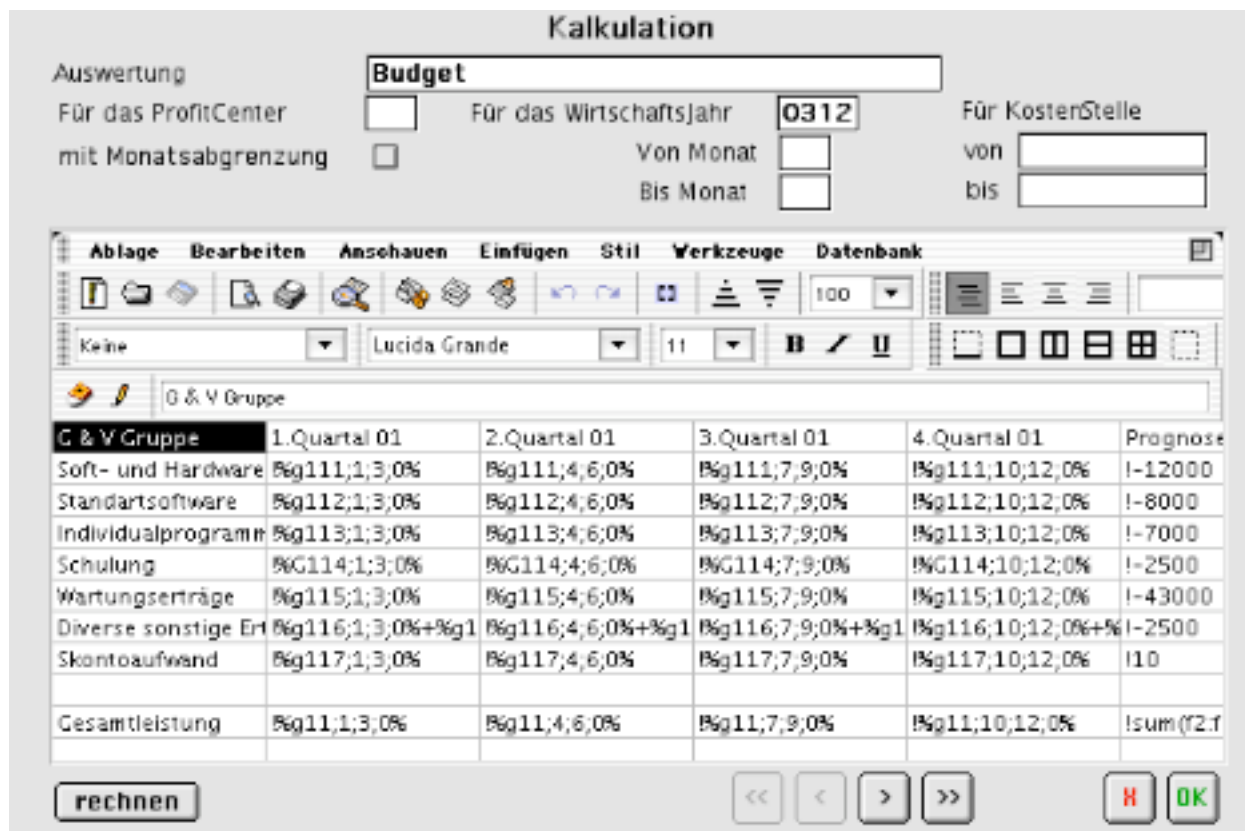 Kalkulation
Auswertung Budget
Für das ProfitCenter Für das WirtschaftsJahr 0312 Für KostenStelle
mit Monatsabgrenzung Von Monat von
Bis Monat bis
Ablage Bearbeiten Anschauen Einfügen Stil Werkzeuge Datenbank
100
Keine Lucida Grande 11 B I U
G & V Gruppe
G & V Gruppe 1.Quartal 01 2.Quartal 01 3.Quartal 01 4.Quartal 01 Prognose
Soft- und Hardware !%g111;1;3;0% !%g111;4;6;0% !%g111;7;9;0% !%g111;10;12;0% !-12000
Standartsoftware !%g112;1;3;0% !%g112;4;6;0% !%g112;7;9;0% !%g112;10;12;0% !-8000
Individualprogramm !%g113;1;3;0% !%g113;4;6;0% !%g113;7;9;0% !%g113;10;12;0% !-7000
Schulung !%G114;1;3;0% !%G114;4;6;0% !%G114;7;9;0% !%G114;10;12;0% !-2500
Wartungserträge !%g115;1;3;0% !%g115;4;6;0% !%g115;7;9;0% !%g115;10;12;0% !-43000
Diverse sonstige Ert !%g116;1;3;0%+%g1 !%g116;4;6;0%+%g1 !%g116;7;9;0%+%g1 !%g116;10;12;0%+% !-2500
Skontoaufwand !%g117;1;3;0% !%g117;4;6;0% !%g117;7;9;0% !%g117;10;12;0% !10
Gesamtleistung !%g11;1;3;0% !%g11;4;6;0% !%g11;7;9;0% !%g11;10;12;0% !sum(f2:f
rechnen << < > >> X OK